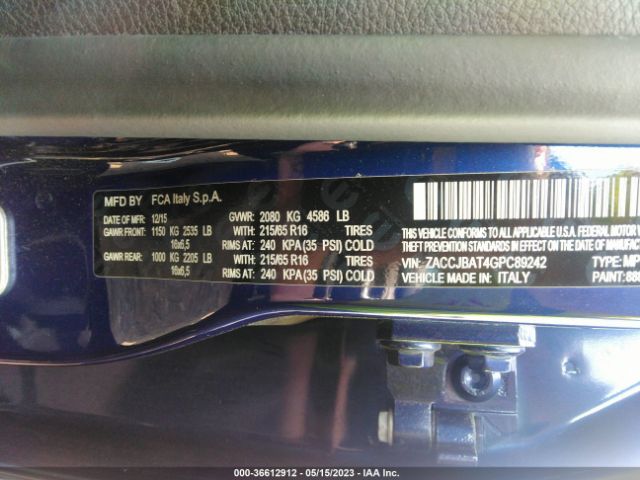 MFD BY FCA Italy S.p.A.
DATE OF MFD: 12/15 GVWR: 2080 KG 4586 LB
GAWR FRONT: 1150 KG 2535 LB WITH: 215/65 R16 TIRES
16x6,5 RIMS AT: 240 KPA(35 PSI) COLD
GAWR REAR: 1000 KG 2205 LB WITH: 215/65 R16 TIRES
16x6,5 RIMS AT: 240 KPA(35 PSI) COLD
THIS VEHICLE CONFORMS TO ALL APPLICABLE U.S.A. FEDERAL MOTOR
THEFT PREVENTION STANDARDS IN EFFECT ON THE DATE OF MANUFA
VIN: ZACCJBAT4GPC89242 TYPE: MP
VEHICLE MADE IN: ITALY PAINT: 888
000-36612912 - 05/15/2023 - IAA Inc.